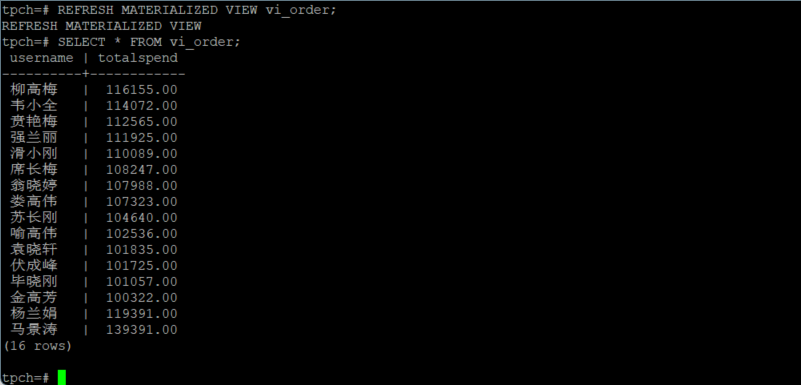 tpch=# REFRESH MATERIALIZED VIEW vi_order;
REFRESH MATERIALIZED VIEW
tpch=# SELECT * FROM vi_order;
 username | totalspend
----------+------------
 柳高梅   |  116155.00
 韦小全   |  114072.00
 贲艳梅   |  112565.00
 强兰丽   |  111925.00
 滑小刚   |  110089.00
 席长梅   |  108247.00
 翁晓婷   |  107988.00
 娄高伟   |  107323.00
 苏长刚   |  104640.00
 喻高伟   |  102536.00
 袁晓轩   |  101835.00
 伏成峰   |  101725.00
 毕晓刚   |  101057.00
 金高芳   |  100322.00
 杨兰娟   |  119391.00
 马景涛   |  139391.00
(16 rows)
tpch=#